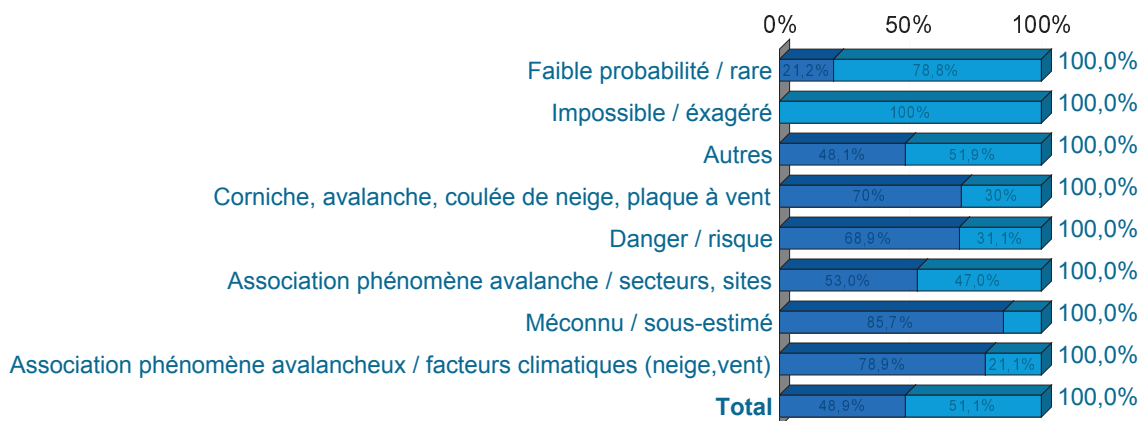 0% 50% 100%
Faible probabilité / rare 21,2% 78,8% 100,0%
Impossible / éxagéré 100% 100,0%
Autres 48,1% 51,9% 100,0%
Corniche, avalanche, coulée de neige, plaque à vent 70% 30% 100,0%
Danger / risque 68,9% 31,1% 100,0%
Association phénomène avalanche / secteurs, sites 53,0% 47,0% 100,0%
Méconnu / sous-estimé 85,7% 100,0%
Association phénomène avalancheux / facteurs climatiques (neige,vent) 78,9% 21,1% 100,0%
Total 48,9% 51,1% 100,0%